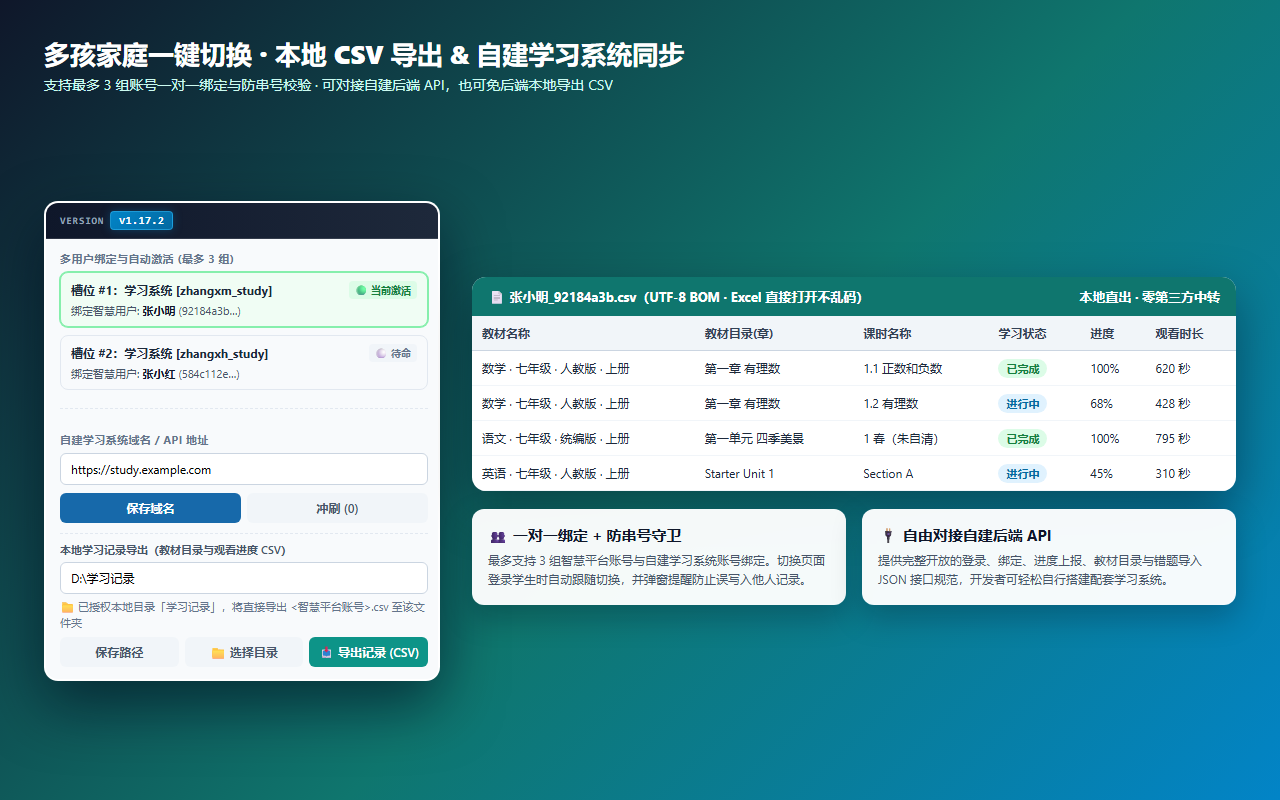 多孩家庭一键切换 · 本地 CSV 导出 & 自建学习系统同步
支持最多 3 组账号一对一绑定与防串号校验 · 可对接自建后端 API，也可免后端本地导出 CSV
VERSION v1.17.2
多用户绑定与自动激活 (最多 3 组)
槽位 #1：学习系统 [zhangxm_study] 当前激活
绑定智慧用户: 张小明 (92184a3b...)
槽位 #2：学习系统 [zhangxh_study] 待命
绑定智慧用户: 张小红 (584c112e...)
自建学习系统域名 / API 地址
https://study.example.com
保存域名 冲刷 (0)
本地学习记录导出（教材目录与观看进度 CSV）
D:\学习记录
已授权本地目录「学习记录」，将直接导出 <智慧平台账号>.csv 至该文
件夹
保存路径 选择目录 导出记录 (CSV)
张小明_92184a3b.csv（UTF-8 BOM · Excel 直接打开不乱码） 本地直出 · 零第三方中转
教材名称 教材目录(章) 课时名称 学习状态 进度 观看时长
数学 · 七年级 · 人教版 · 上册 第一章 有理数 1.1 正数和负数 已完成 100% 620 秒
数学 · 七年级 · 人教版 · 上册 第一章 有理数 1.2 有理数 进行中 68% 428 秒
语文 · 七年级 · 统编版 · 上册 第一单元 四季美景 1 春（朱自清） 已完成 100% 795 秒
英语 · 七年级 · 人教版 · 上册 Starter Unit 1 Section A 进行中 45% 310 秒
一对一绑定 + 防串号守卫
最多支持 3 组智慧平台账号与自建学习系统账号绑定。切换页面
登录学生时自动跟随切换，并弹窗提醒防止误写入他人记录。
自由对接自建后端 API
提供完整开放的登录、绑定、进度上报、教材目录与错题导入
JSON 接口规范，开发者可轻松自行搭建配套学习系统。